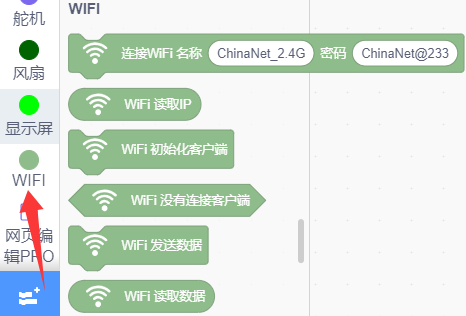 舵机
风扇
显示屏
WIFI
网页编
辑PRO
WIFI
连接WiFi 名称 ChinaNet_2.4G 密码 ChinaNet@233
WiFi 读取IP
WiFi 初始化客户端
WiFi 没有连接客户端
WiFi 发送数据
WiFi 读取数据